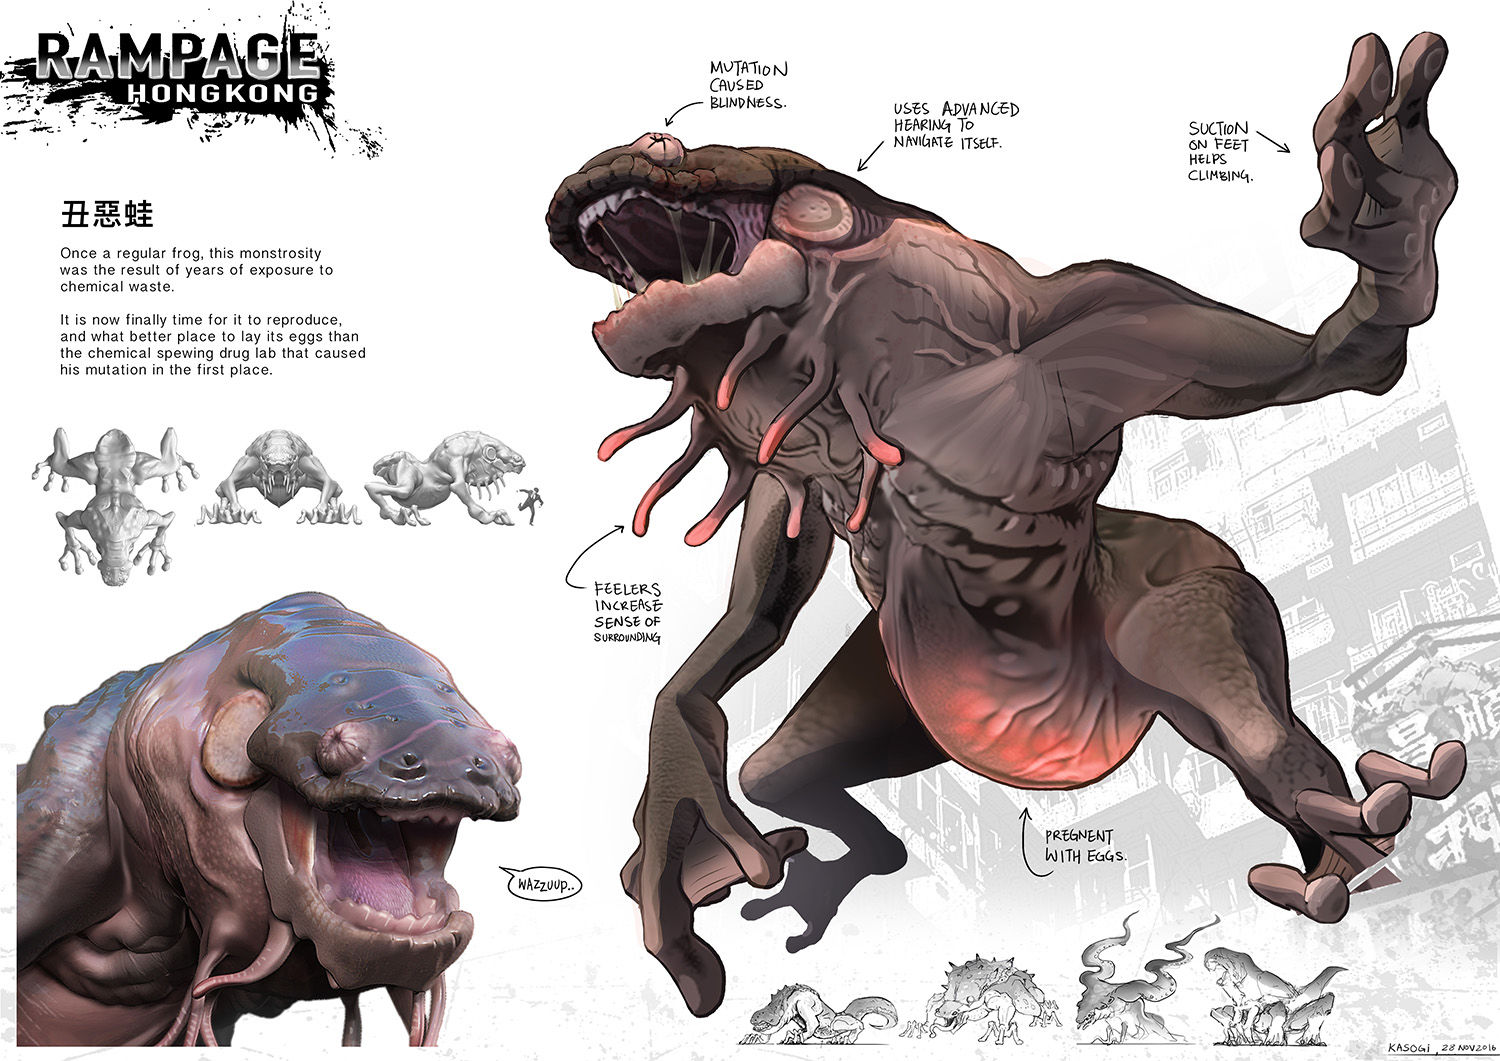 RAMPAGE
HONGKONG
丑惡蛙
Once a regular frog, this monstrosity
was the result of years of exposure to
chemical waste.
It is now finally time for it to reproduce,
and what better place to lay its eggs than
the chemical spewing drug lab that caused
his mutation in the first place.
MUTATION
CAUSED
BLINDNESS.
USES ADVANCED
HEARING TO
NAVIGATE ITSELF.
SUCTION
ON FEET
HELPS
CLIMBING.
FEELERS
INCREASE
SENSE OF
SURROUNDING
WAZZUUP..
PREGNENT
WITH EGGS.
KASOGI, 28 NOV 2016